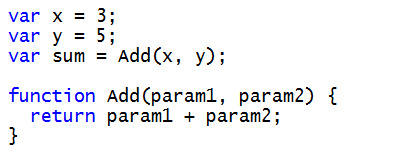 var x = 3;
var y = 5;
var sum = Add(x, y);

function Add(param1, param2) {
  return param1 + param2;
}